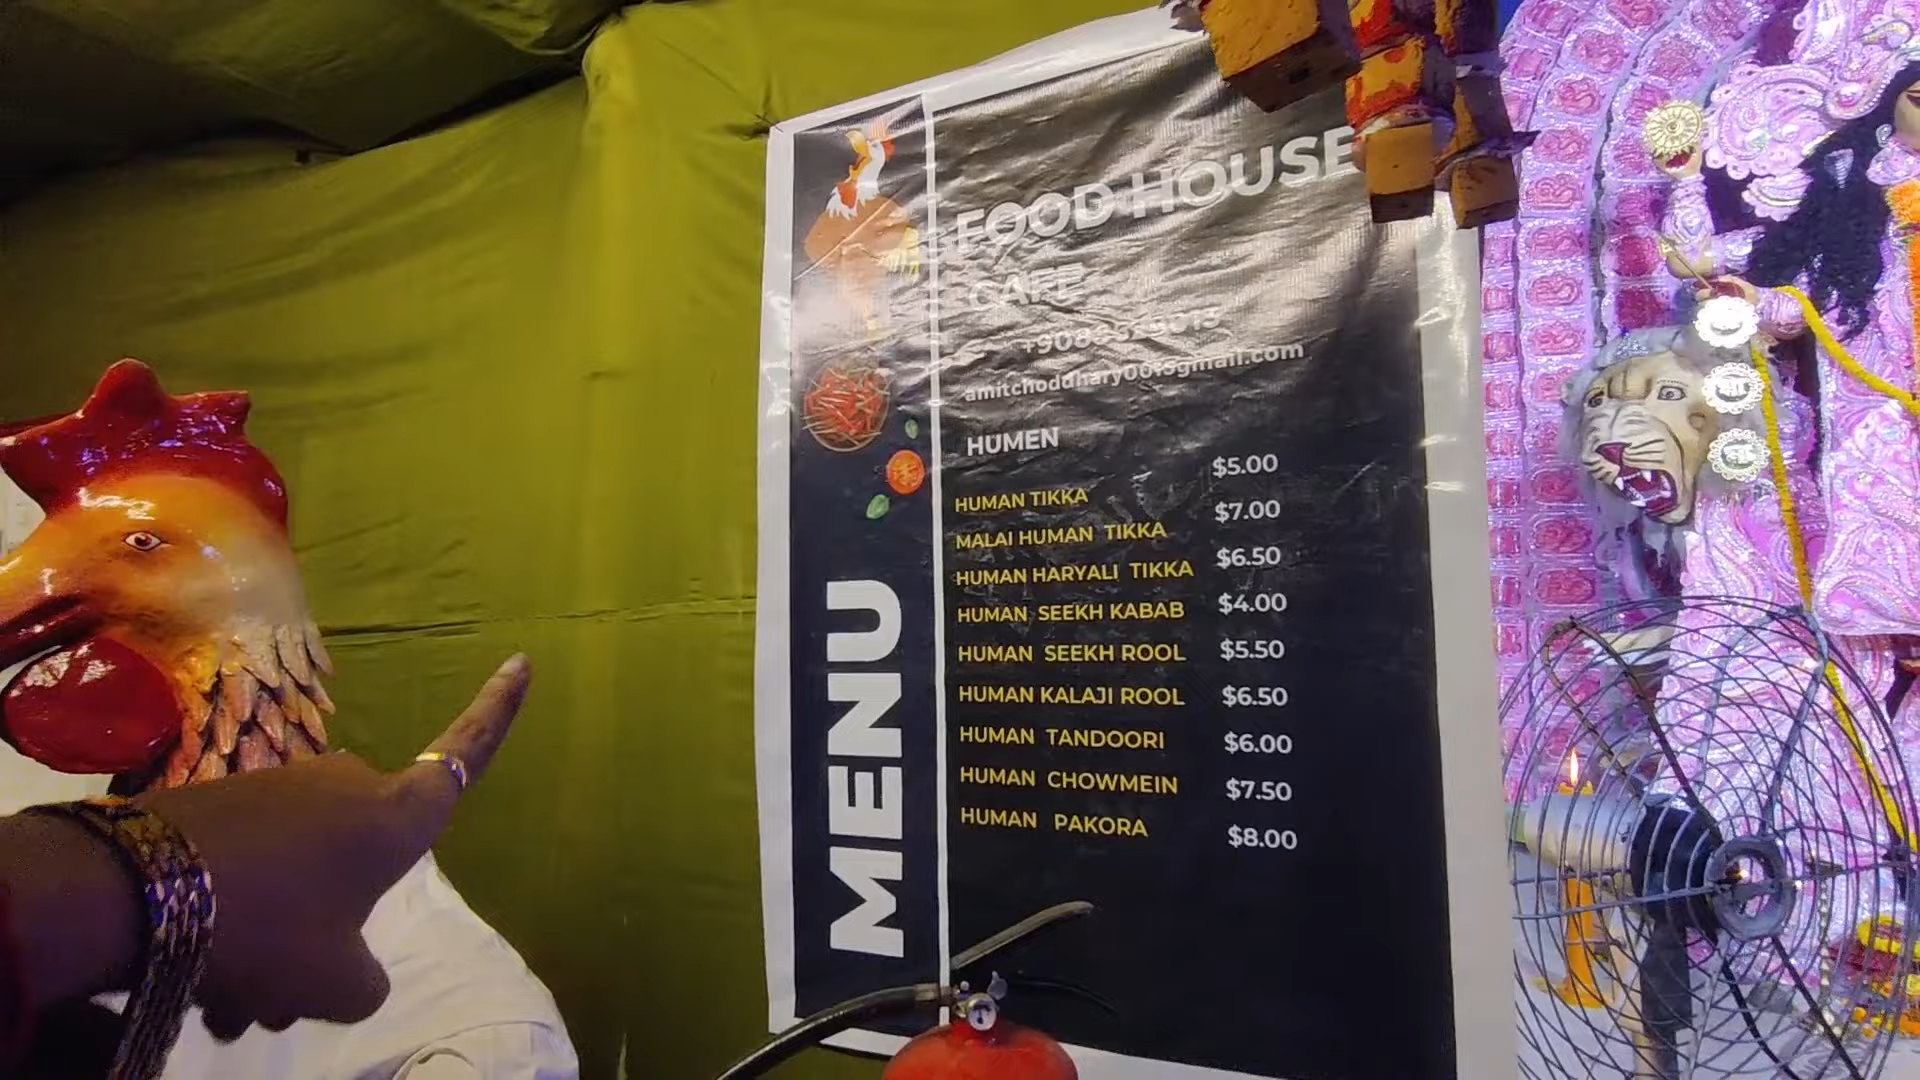 FOOD HOUSE
CAFE
HUMEN
HUMAN TIKKA $5.00
MALAI HUMAN TIKKA $7.00
HUMAN HARYALI TIKKA $6.50
HUMAN SEEKH KABAB $4.00
HUMAN SEEKH ROOL $5.50
HUMAN KALAJI ROOL $6.50
HUMAN TANDOORI $6.00
HUMAN CHOWMEIN $7.50
HUMAN PAKORA $8.00
MENU